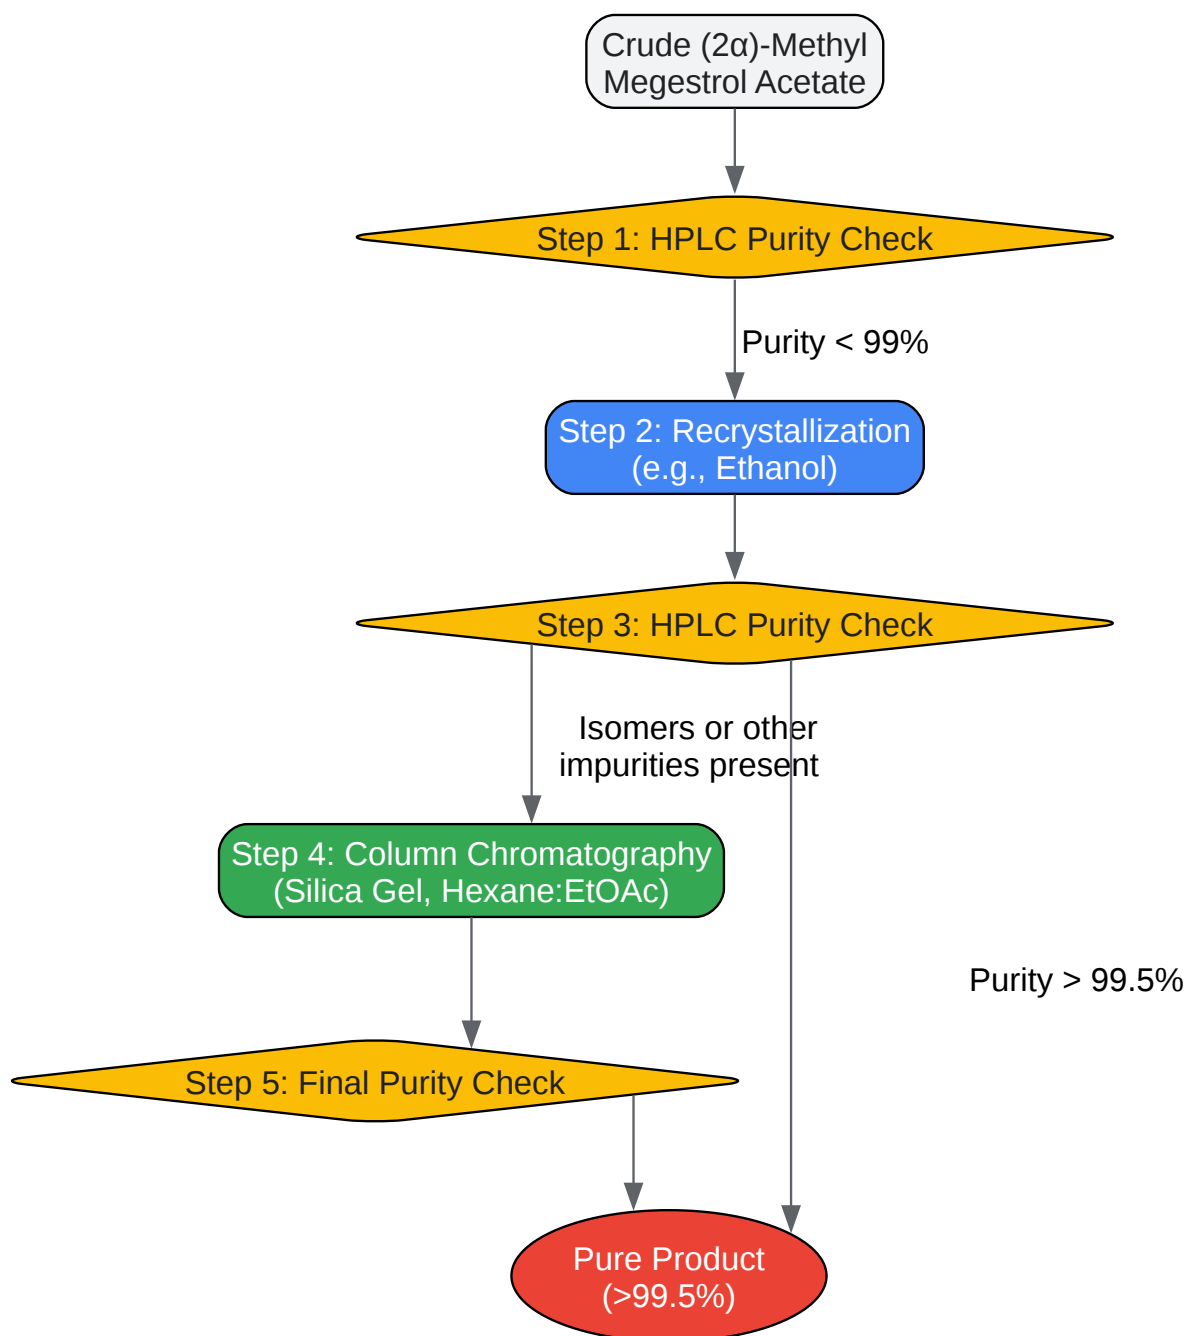 Crude (2α)-Methyl
Megestrol Acetate
Step 1: HPLC Purity Check
Purity < 99%
Step 2: Recrystallization
(e.g., Ethanol)
Step 3: HPLC Purity Check
Isomers or other
impurities present
Step 4: Column Chromatography
(Silica Gel, Hexane:EtOAc)
Purity > 99.5%
Step 5: Final Purity Check
Pure Product
(>99.5%)